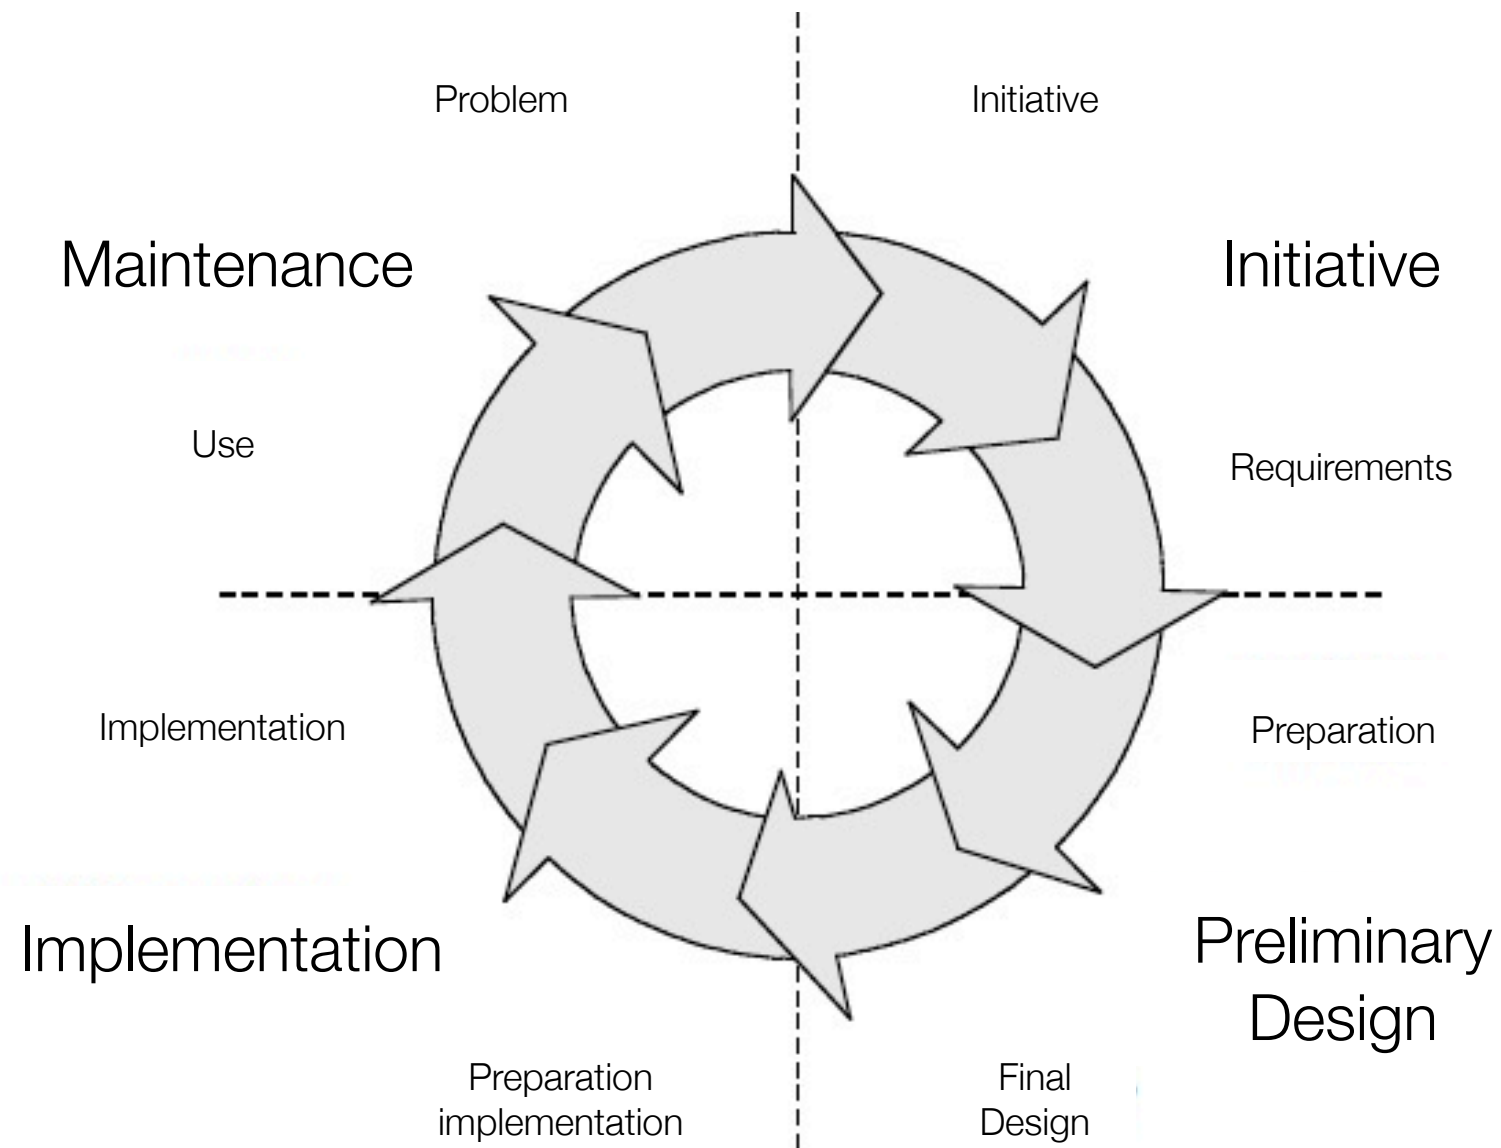 Problem
Initiative
Maintenance
Initiative
Use
Requirements
Implementation
Preparation
Implementation
Preliminary
Design
Preparation
implementation
Final
Design